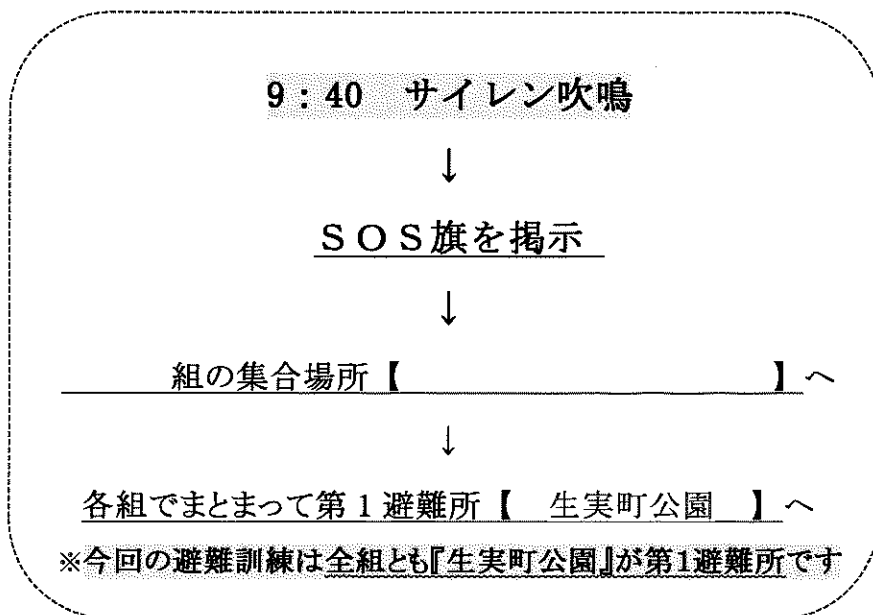 9：40　サイレン吹鳴
↓
ＳＯＳ旗を掲示
↓
組の集合場所【　　　　　　　　　　】へ
↓
各組でまとまって第1避難所【　生実町公園　】へ
※今回の避難訓練は全組とも『生実町公園』が第1避難所です